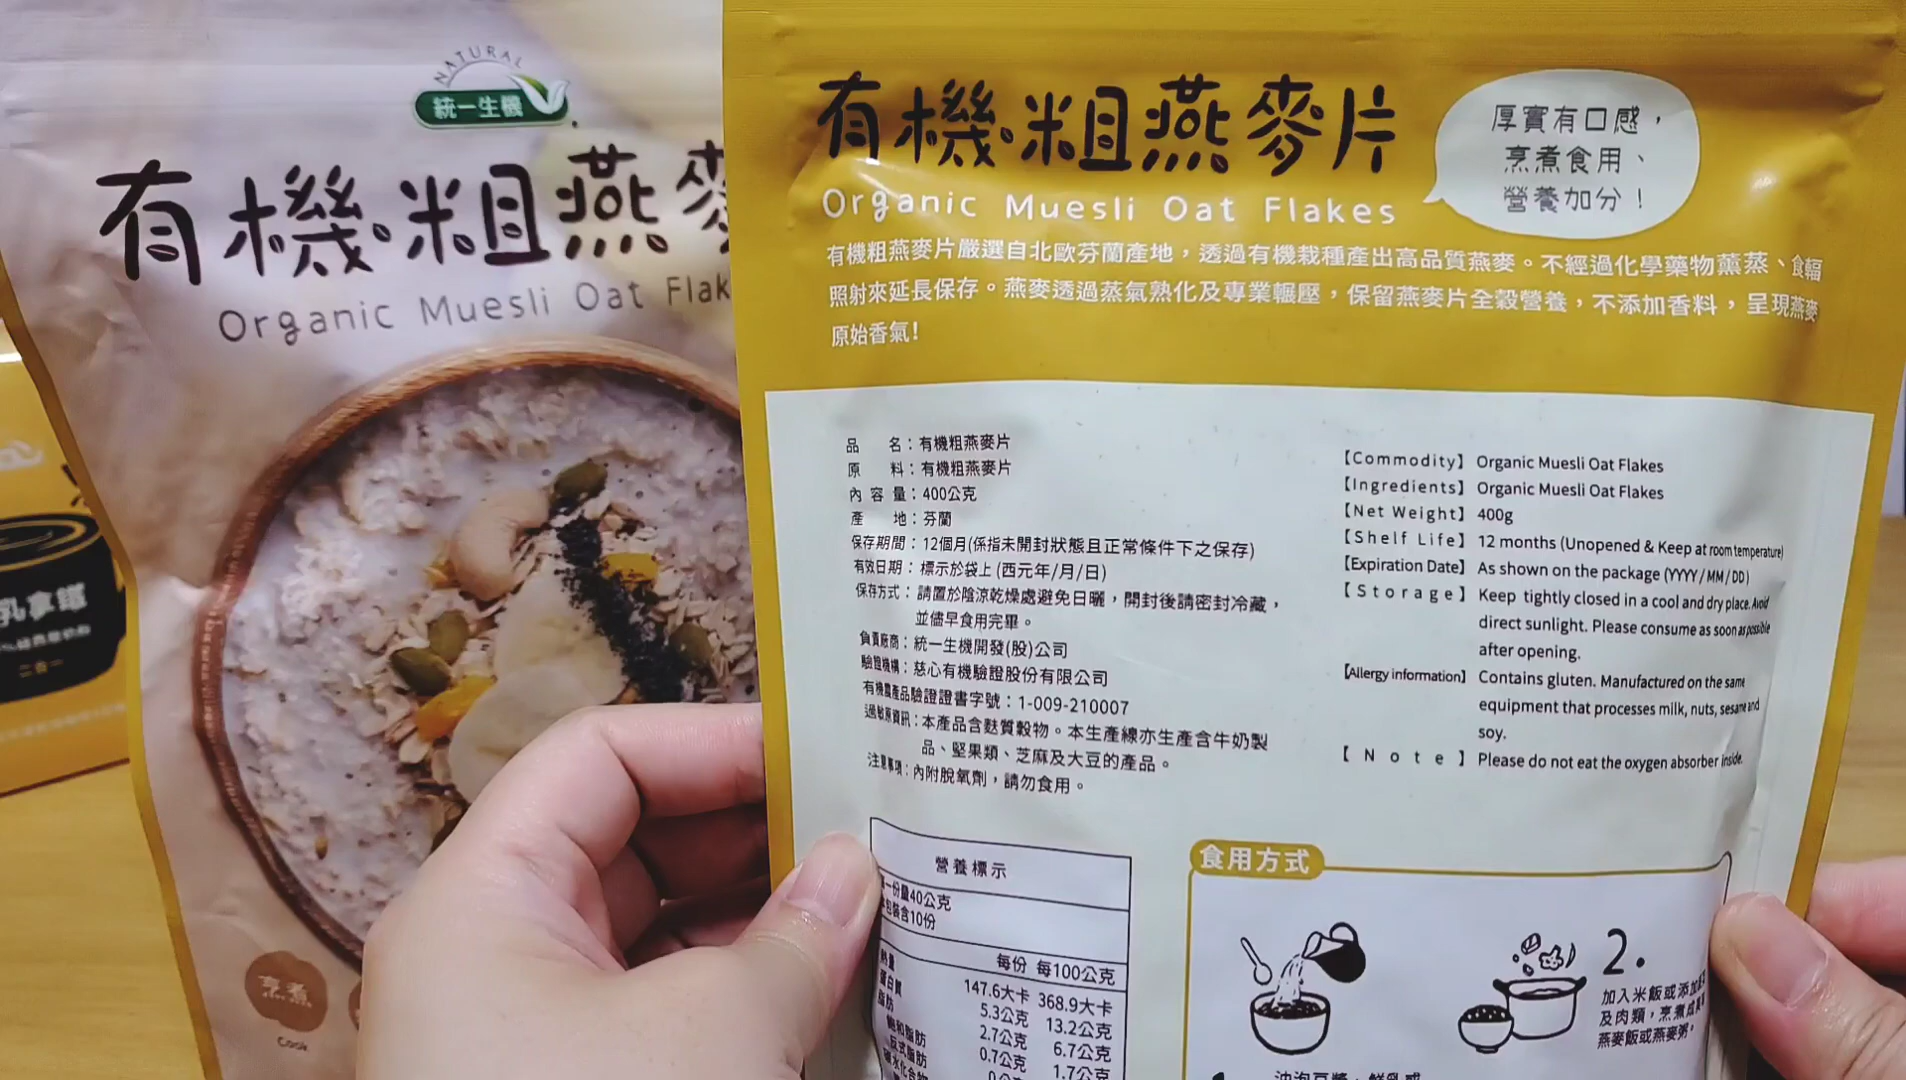 NATURAL
統一生機
有機粗燕麥
Organic Muesli Oat Flak
烹煮
Cook
乳拿鐵
二合一
有機粗燕麥片
Organic Muesli Oat Flakes
厚實有口感，
烹煮食用、
營養加分！
有機粗燕麥片嚴選自北歐芬蘭產地，透過有機栽種產出高品質燕麥。不經過化學藥物薰蒸、輻
照射來延長保存。燕麥透過蒸氣熟化及專業輾壓，保留燕麥片全穀營養，不添加香料，呈現燕麥
原始香氣！
品名：有機粗燕麥片
原料：有機粗燕麥片
內容量：400公克
產地：芬蘭
保存期間：12個月(係指未開封狀態且正常條件下之保存)
有效日期：標示於袋上(西元年/月/日)
保存方式：請置於陰涼乾燥處避免日曬，開封後請密封冷藏，
並儘早食用完畢。
負責廠商：統一生機開發(股)公司
驗證機構：慈心有機驗證股份有限公司
有機農產品驗證證書字號：1-009-210007
過敏原資訊：本產品含麩質穀物。本生產線亦生產含牛奶製
品、堅果類、芝麻及大豆的產品。
注意事項：內附脫氧劑，請勿食用。
【Commodity】 Organic Muesli Oat Flakes
【Ingredients】 Organic Muesli Oat Flakes
【Net Weight】 400g
【Shelf Life】 12 months (Unopened & Keep at room temperature)
【Expiration Date】 As shown on the package (YYYY/MM/DD)
【Storage】 Keep tightly closed in a cool and dry place. Avoid
direct sunlight. Please consume as soon as possible
after opening.
【Allergy information】 Contains gluten. Manufactured on the same
equipment that processes milk, nuts, sesame and
soy.
【Note】 Please do not eat the oxygen absorber inside.
營養標示
一份量40公克
包裝含10份
每份 每100公克
熱量 147.6大卡 368.9大卡
蛋白質 5.3公克 13.2公克
脂肪 2.7公克 6.7公克
飽和脂肪 0.7公克 1.7公克
反式脂肪
碳水化合物
食用方式
2.
加入米飯或添加
及肉類，烹煮成
燕麥飯或燕麥粥。